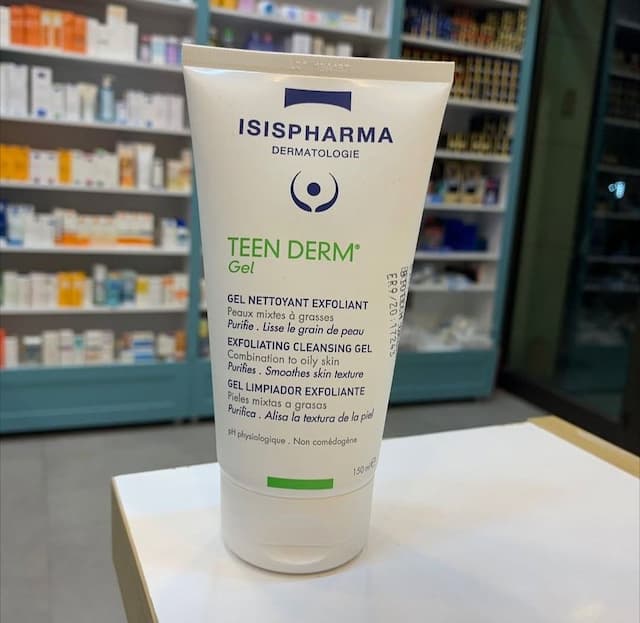 ISISPHARMA
DERMATOLOGIE
TEEN DERM®
Gel
GEL NETTOYANT EXFOLIANT
Peaux mixtes à grasses
Purifie . Lisse le grain de peau
EXFOLIATING CLEANSING GEL
Combination to oily skin
Purifies . Smoothes skin texture
GEL LIMPIADOR EXFOLIANTE
Pieles mixtas a grasas
Purifica . Alisa la textura de la piel
pH physiologique . Non comédogène
150 ml